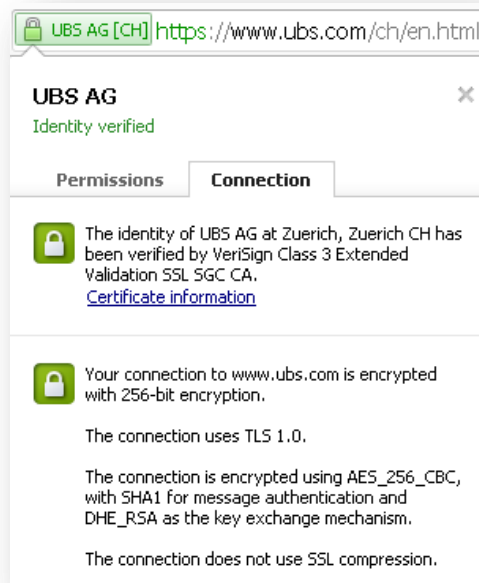 UBS AG [CH] https://www.ubs.com/ch/en.html
UBS AG
Identity verified
Permissions Connection
The identity of UBS AG at Zuerich, Zuerich CH has
been verified by VeriSign Class 3 Extended
Validation SSL SGC CA.
Certificate information
Your connection to www.ubs.com is encrypted
with 256-bit encryption.
The connection uses TLS 1.0.
The connection is encrypted using AES_256_CBC,
with SHA1 for message authentication and
DHE_RSA as the key exchange mechanism.
The connection does not use SSL compression.